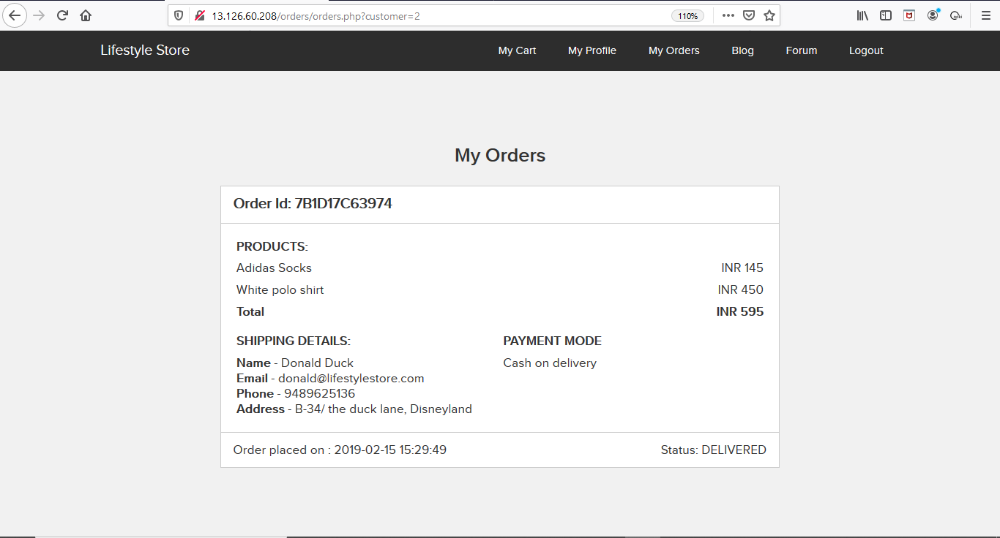 13.126.60.208/orders/orders.php?customer=2 110%
Lifestyle Store My Cart My Profile My Orders Blog Forum Logout
My Orders
Order Id: 7B1D17C63974
PRODUCTS:
Adidas Socks INR 145
White polo shirt INR 450
Total INR 595
SHIPPING DETAILS: PAYMENT MODE
Name - Donald Duck Cash on delivery
Email - donald@lifestylestore.com
Phone - 9489625136
Address - B-34/ the duck lane, Disneyland
Order placed on : 2019-02-15 15:29:49 Status: DELIVERED